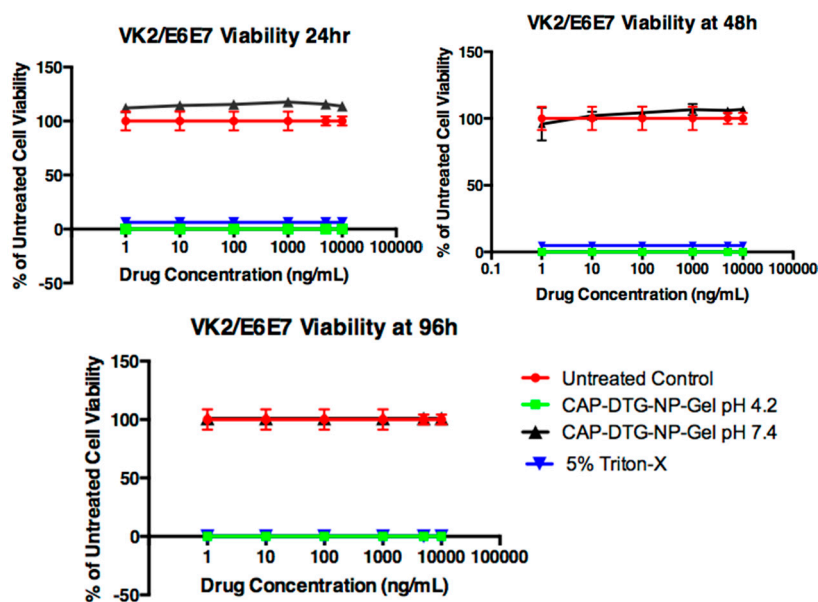 VK2/E6E7 Viability 24hr
% of Untreated Cell Viability
150
100
50
0
-50
1 10 100 1000 10000 100000
Drug Concentration (ng/mL)
VK2/E6E7 Viability at 48h
% of Untreated Cell Viability
150
100
50
0
0.1 1 10 100 1000 10000 100000
Drug Concentration (ng/mL)
VK2/E6E7 Viability at 96h
% of Untreated Cell Viability
150
100
50
0
-50
1 10 100 1000 10000 100000
Drug Concentration (ng/mL)
Untreated Control
CAP-DTG-NP-Gel pH 4.2
CAP-DTG-NP-Gel pH 7.4
5% Triton-X